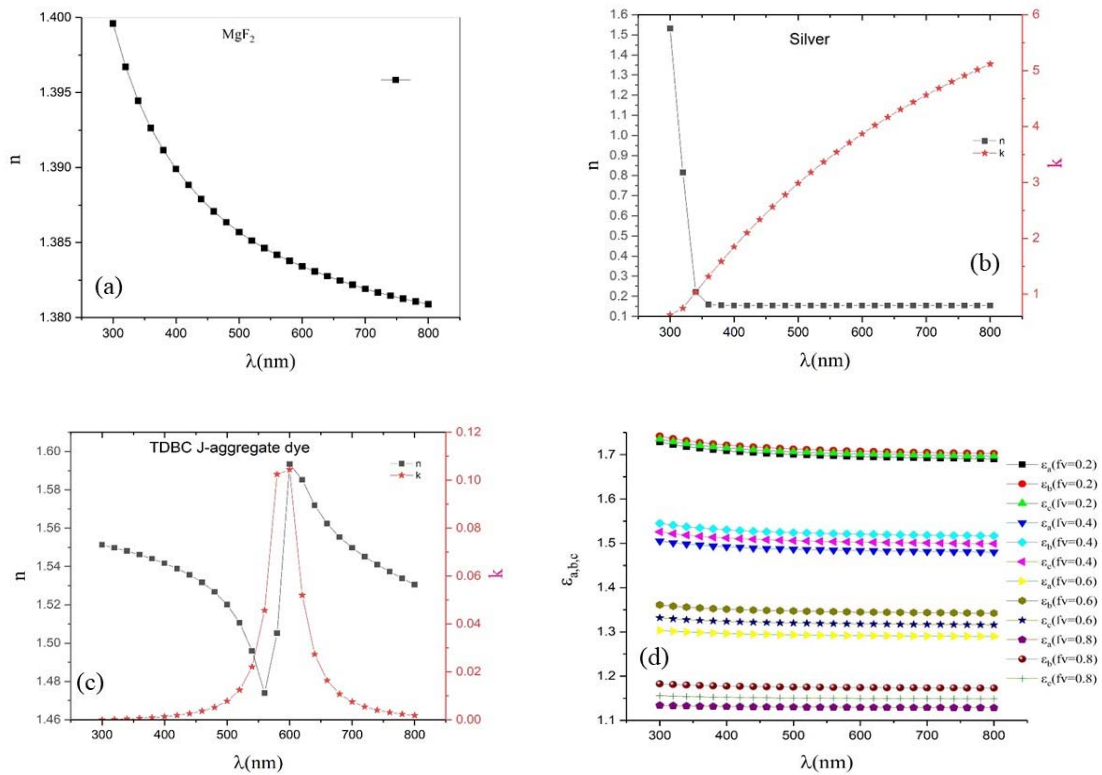 MgF2
n
1.400
1.395
1.390
1.385
1.380
(a)
300 400 500 600 700 800
λ(nm)
Silver
n
1.6
1.5
1.4
1.3
1.2
1.1
1.0
0.9
0.8
0.7
0.6
0.5
0.4
0.3
0.2
0.1
n
k
6
5
4
3
2
1
k
(b)
300 400 500 600 700 800
λ(nm)
TDBC J-aggregate dye
n
1.60
1.58
1.56
1.54
1.52
1.50
1.48
1.46
n
k
0.12
0.10
0.08
0.06
0.04
0.02
0.00
k
(c)
300 400 500 600 700 800
λ(nm)
εa,b,c
1.7
1.6
1.5
1.4
1.3
1.2
1.1
(d)
300 400 500 600 700 800
λ(nm)
εa(fv=0.2)
εb(fv=0.2)
εc(fv=0.2)
εa(fv=0.4)
εb(fv=0.4)
εc(fv=0.4)
εa(fv=0.6)
εb(fv=0.6)
εc(fv=0.6)
εa(fv=0.8)
εb(fv=0.8)
εc(fv=0.8)